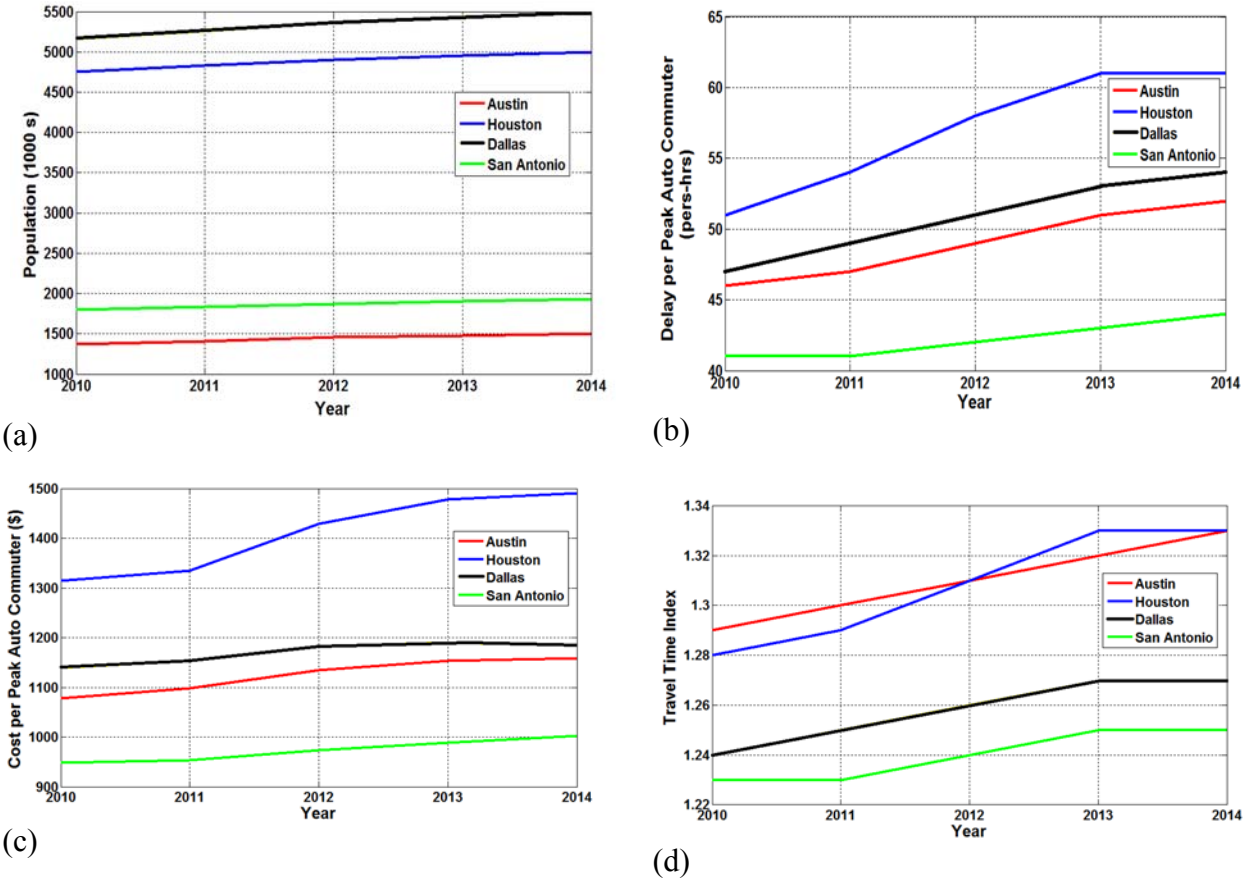 5500
5000
4500
4000
3500
3000
2500
2000
1500
1000
Population (1000 s)
Austin
Houston
Dallas
San Antonio
2010 2011 2012 2013 2014
Year
(a)
65
60
55
50
45
40
Delay per Peak Auto Commuter
(pers-hrs)
Austin
Houston
Dallas
San Antonio
2010 2011 2012 2013 2014
Year
(b)
1500
1400
1300
1200
1100
1000
900
Cost per Peak Auto Commuter ($)
Austin
Houston
Dallas
San Antonio
2010 2011 2012 2013 2014
Year
(c)
1.34
1.32
1.3
1.28
1.26
1.24
1.22
Travel Time Index
Austin
Houston
Dallas
San Antonio
2010 2011 2012 2013 2014
Year
(d)